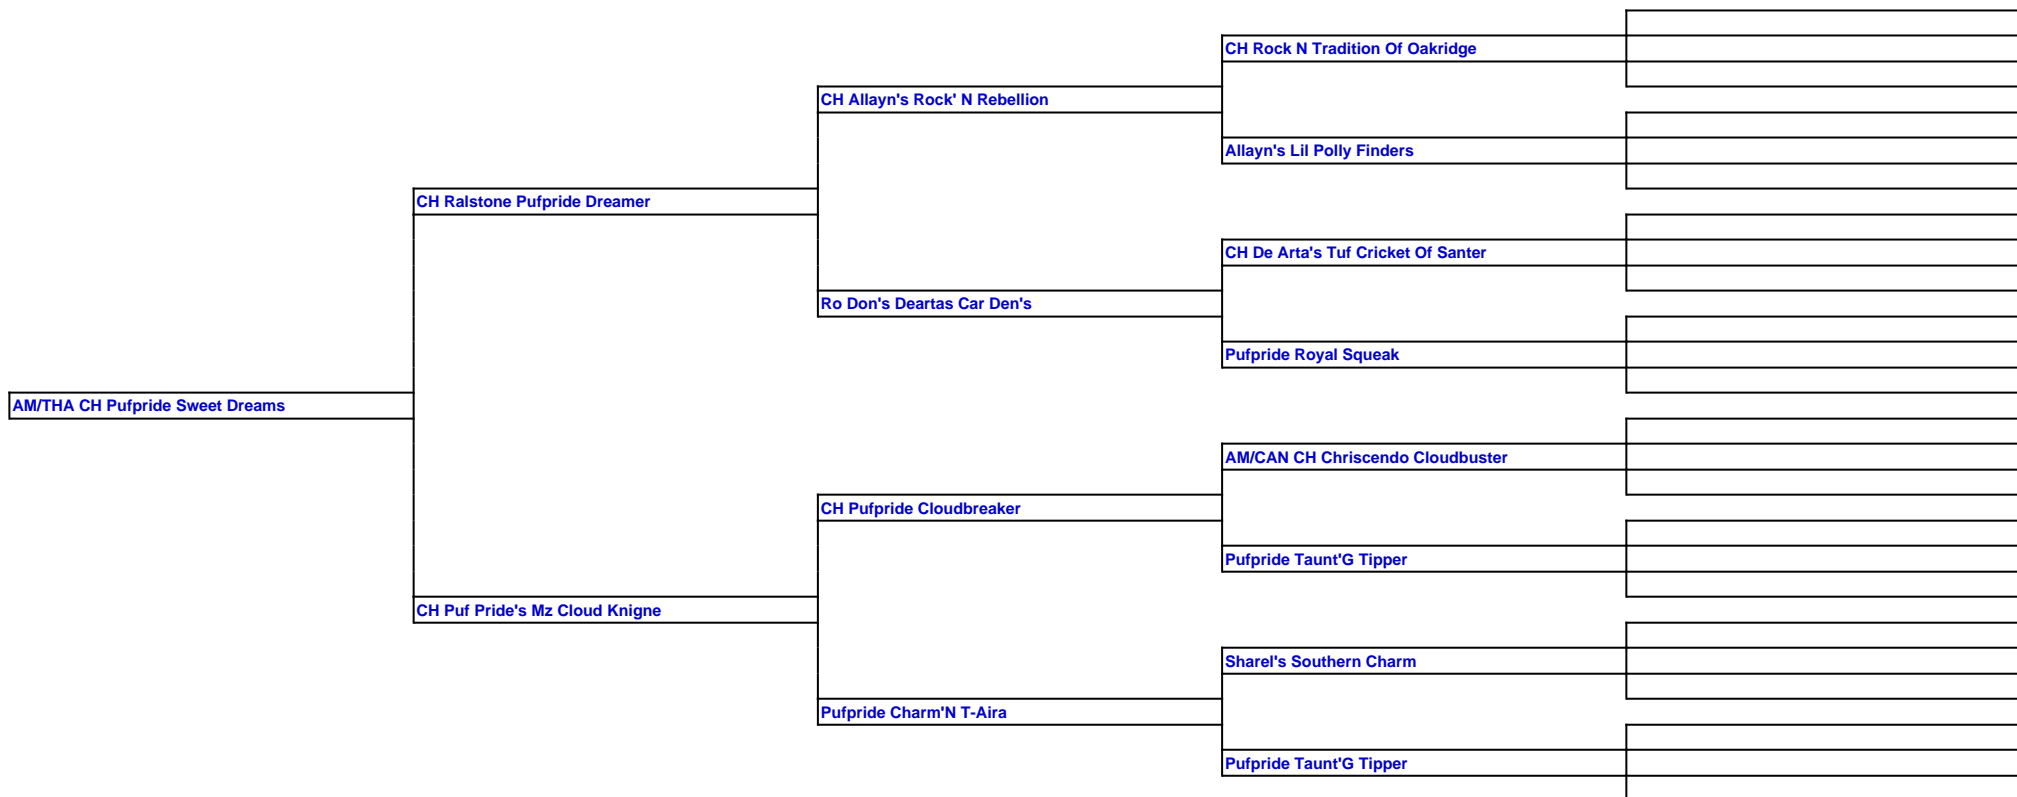 CH Rock N Tradition Of Oakridge
CH Allayn's Rock' N Rebellion
Allayn's Lil Polly Finders
CH Ralstone Pufpride Dreamer
CH De Arta's Tuf Cricket Of Santer
Ro Don's Deartas Car Den's
Pufpride Royal Squeak
AM/THA CH Pufpride Sweet Dreams
AM/CAN CH Chriscendo Cloudbuster
CH Pufpride Cloudbreaker
Pufpride Taunt'G Tipper
CH Puf Pride's Mz Cloud Knigne
Sharel's Southern Charm
Pufpride Charm'N T-Aira
Pufpride Taunt'G Tipper